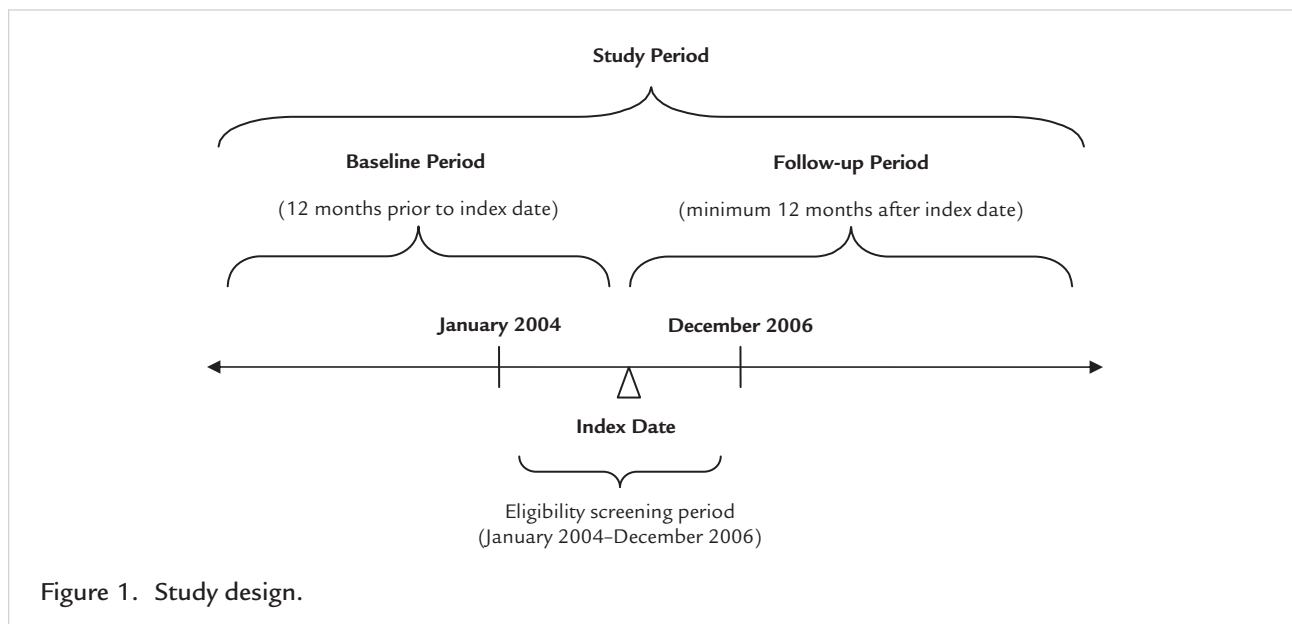 Study Period
Baseline Period
(12 months prior to index date)
Follow-up Period
(minimum 12 months after index date)
January 2004
December 2006
Index Date
Eligibility screening period
(January 2004–December 2006)
Figure 1. Study design.